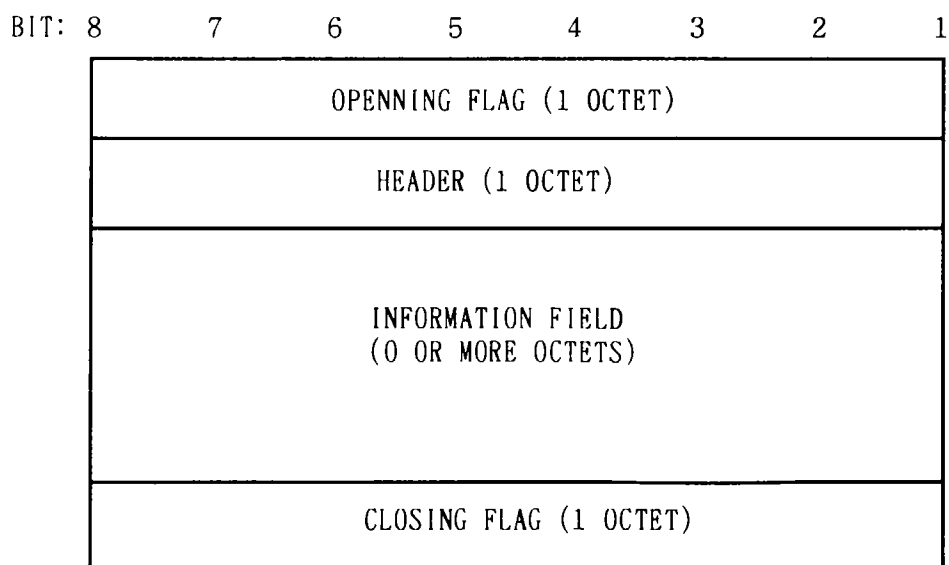 BIT: 8 7 6 5 4 3 2 1
OPENNING FLAG (1 OCTET)
HEADER (1 OCTET)
INFORMATION FIELD
(0 OR MORE OCTETS)
CLOSING FLAG (1 OCTET)